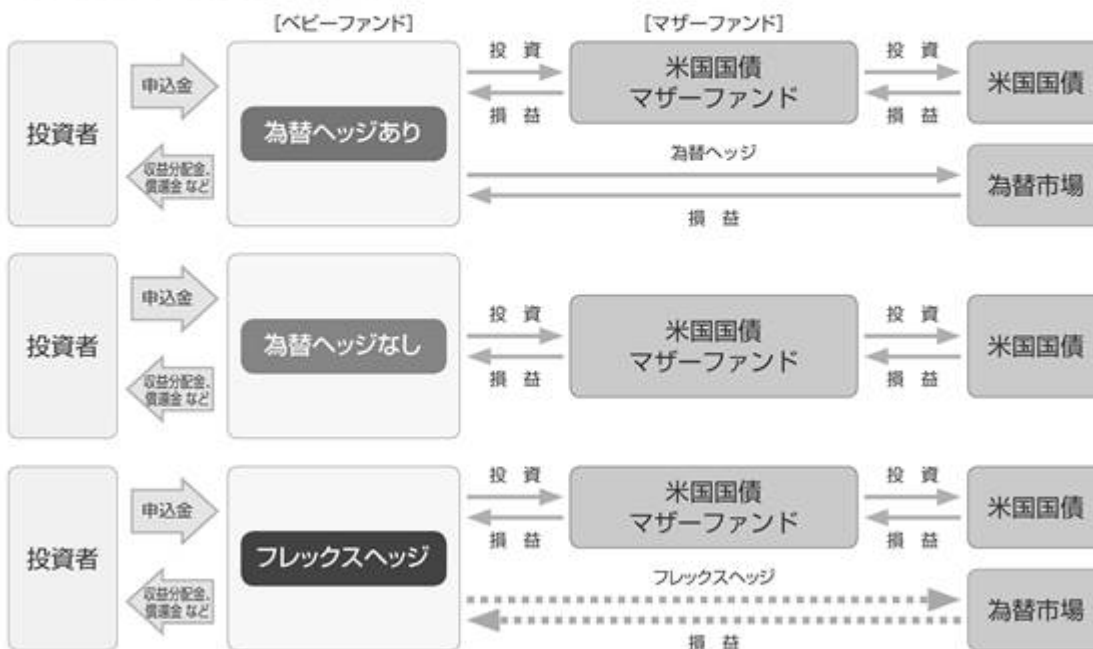 [ベビーファンド]
[マザーファンド]
投資者
申込金
収益分配金、
償還金 など
為替ヘッジあり
投 資
損 益
米国国債
マザーファンド
投 資
損 益
米国国債
為替ヘッジ
損 益
為替市場
投資者
申込金
収益分配金、
償還金 など
為替ヘッジなし
投 資
損 益
米国国債
マザーファンド
投 資
損 益
米国国債
投資者
申込金
収益分配金、
償還金 など
フレックスヘッジ
投 資
損 益
米国国債
マザーファンド
投 資
損 益
米国国債
フレックスヘッジ
損 益
為替市場